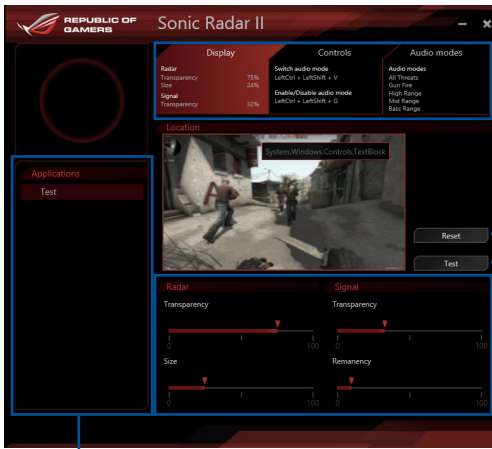 REPUBLIC OF
GAMERS
Sonic Radar II
Display
Controls
Audio modes
Radar
Transparency 75%
Size 24%
Signal
Transparency 32%
Switch audio mode
LeftCtrl + LeftShift + V
Enable/Disable audio mode
LeftCtrl + LeftShift + G
Audio modes
All Threats
Gun Fire
High Range
Mid Range
Bass Range
Location
System.Windows.Controls.TextBlock
Applications
Test
Reset
Test
Radar
Signal
Transparency
0 100
Transparency
0 100
Size
0 100
Remanency
0 100